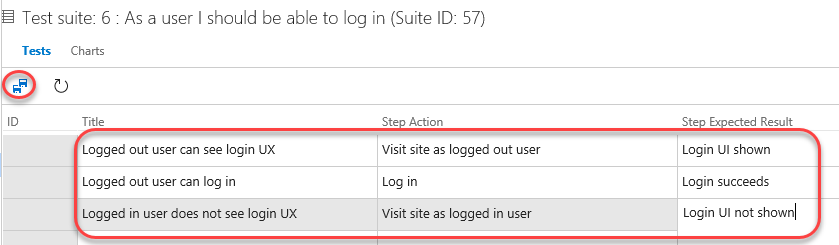 Test suite: 6 : As a user I should be able to log in (Suite ID: 57)
Tests Charts
ID Title Step Action Step Expected Result
Logged out user can see login UX Visit site as logged out user Login UI shown
Logged out user can log in Log in Login succeeds
Logged in user does not see login UX Visit site as logged in user Login UI not shown